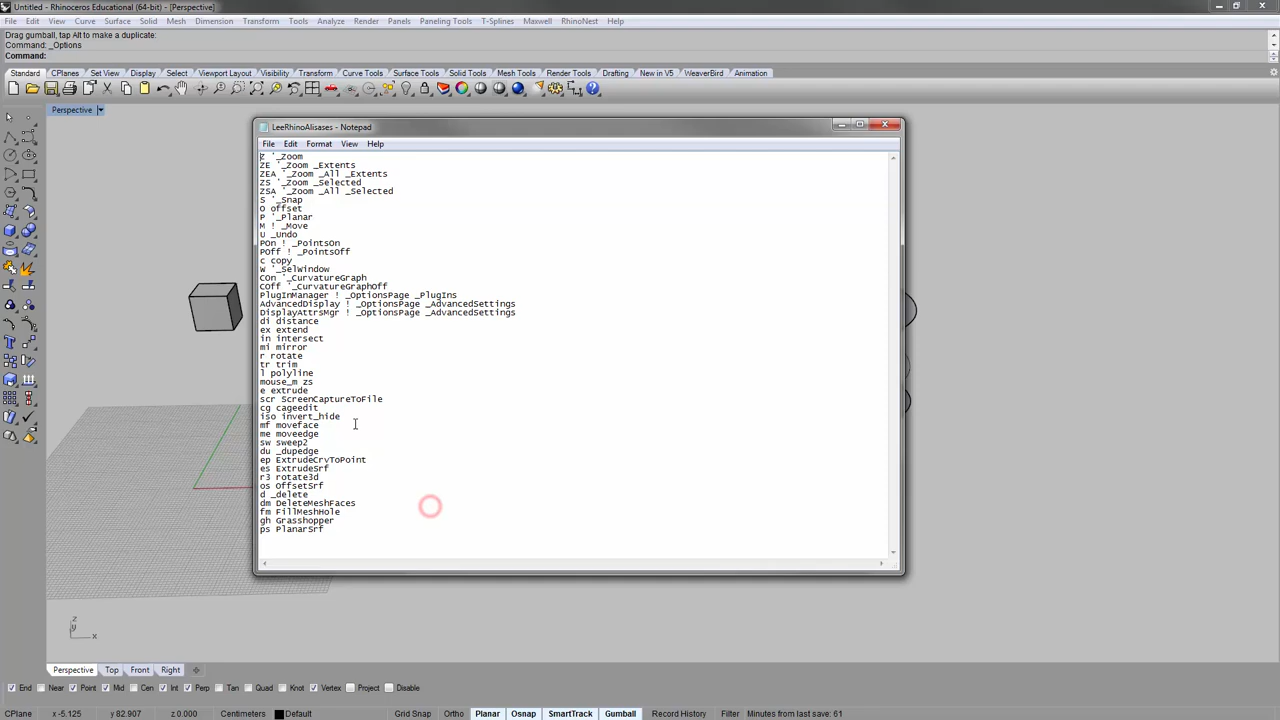 Untitled - Rhinoceros Educational (64-bit) - [Perspective]
File Edit View Curve Surface Solid Mesh Dimension Transform Tools Analyze Render Panels Paneling Tools T-Splines Maxwell RhinoNest Help
Drag gumball, tap Alt to make a duplicate:
Command: _Options
Command:
Standard CPlanes Set View Display Select Viewport Layout Visibility Transform Curve Tools Surface Tools Solid Tools Mesh Tools Render Tools Drafting New in V5 WeaverBird Animation
Perspective
LeeRhinoAlisases - Notepad
File Edit Format View Help
Z '_Zoom
ZE '_Zoom _Extents
ZEA '_Zoom _All _Extents
ZS '_Zoom _Selected
ZSA '_Zoom _All _Selected
S '_Snap
O offset
P '_Planar
M ! _Move
U _Undo
POn ! _PointsOn
POff ! _PointsOff
c copy
W '_SelWindow
COn '_CurvatureGraph
COff '_CurvatureGraphOff
PlugInManager ! _OptionsPage _PlugIns
AdvancedDisplay ! _OptionsPage _AdvancedSettings
DisplayAttrsMgr ! _OptionsPage _AdvancedSettings
di distance
ex extend
in intersect
mi mirror
r rotate
tr trim
l polyline
mouse_m zs
e extrude
scr ScreenCaptureToFile
cg cageedit
iso invert_hide
mf moveface
me moveedge
sw sweep2
du _dupedge
ep ExtrudeCrvToPoint
es ExtrudeSrf
r3 rotate3d
os OffsetSrf
d _delete
dm DeleteMeshFaces
fm FillMeshHole
gh Grasshopper
ps PlanarSrf
z
y
x
Perspective Top Front Right
End Near Point Mid Cen Int Perp Tan Quad Knot Vertex Project Disable
CPlane x -5.125 y 82.907 z 0.000 Centimeters Default Grid Snap Ortho Planar Osnap SmartTrack Gumball Record History Filter Minutes from last save: 61